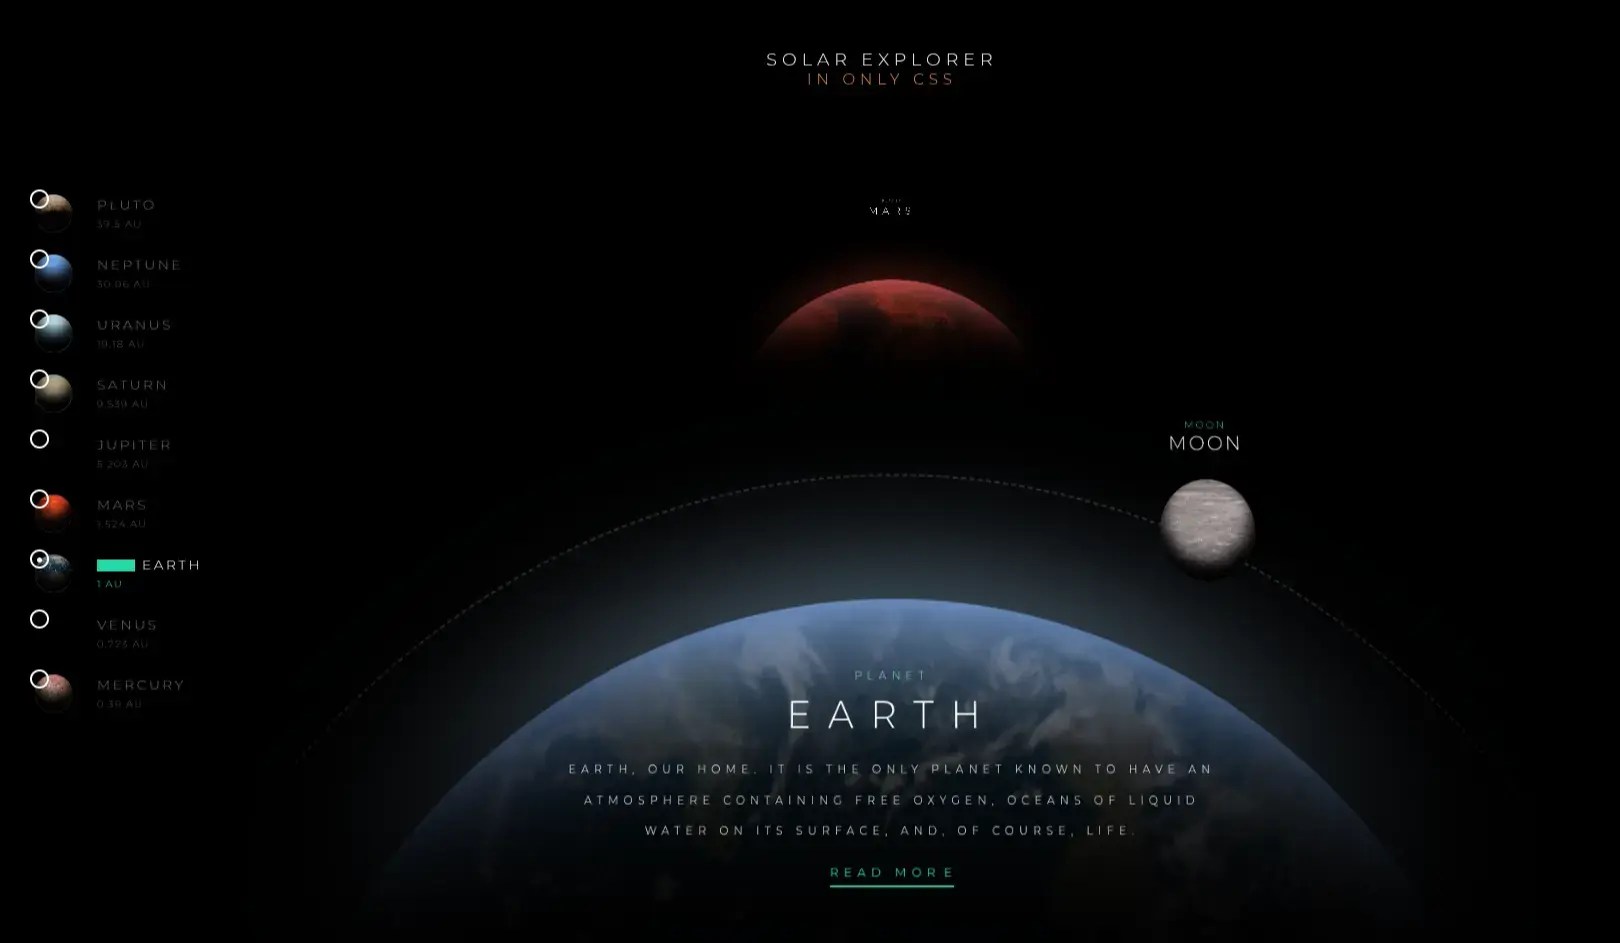 SOLAR EXPLORER
IN ONLY CSS
PLUTO
39.5 AU
NEPTUNE
30.06 AU
URANUS
19.18 AU
SATURN
9.539 AU
JUPITER
5.203 AU
MARS
1.524 AU
EARTH
1 AU
VENUS
0.723 AU
MERCURY
0.39 AU
MARS
MOON
MOON
PLANET
EARTH
EARTH, OUR HOME. IT IS THE ONLY PLANET KNOWN TO HAVE AN
ATMOSPHERE CONTAINING FREE OXYGEN, OCEANS OF LIQUID
WATER ON ITS SURFACE, AND, OF COURSE, LIFE.
READ MORE